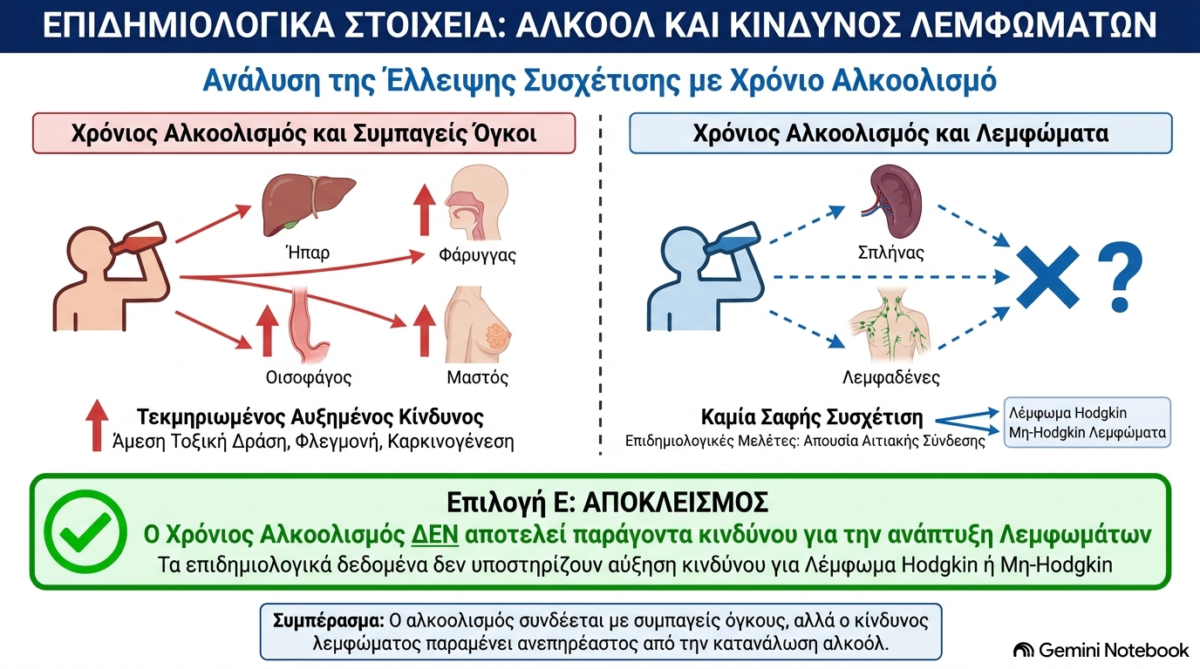 ΕΠΙΔΗΜΙΟΛΟΓΙΚΑ ΣΤΟΙΧΕΙΑ: ΑΛΚΟΟΛ ΚΑΙ ΚΙΝΔΥΝΟΣ ΛΕΜΦΩΜΑΤΩΝ
Ανάλυση της Έλλειψης Συσχέτισης με Χρόνιο Αλκοολισμό
Χρόνιος Αλκοολισμός και Συμπαγείς Όγκοι
Ήπαρ
Φάρυγγας
Οισοφάγος
Μαστός
Τεκμηριωμένος Αυξημένος Κίνδυνος
Άμεση Τοξική Δράση, Φλεγμονή, Καρκινογένεση
Χρόνιος Αλκοολισμός και Λεμφώματα
Σπλήνας
?
Λεμφαδένες
Καμία Σαφής Συσχέτιση
Επιδημιολογικές Μελέτες: Απουσία Αιτιακής Σύνδεσης
Λέμφωμα Hodgkin
Μη-Hodgkin Λεμφώματα
Επιλογή Ε: ΑΠΟΚΛΕΙΣΜΟΣ
Ο Χρόνιος Αλκοολισμός ΔΕΝ αποτελεί παράγοντα κινδύνου για την ανάπτυξη Λεμφωμάτων
Τα επιδημιολογικά δεδομένα δεν υποστηρίζουν αύξηση κινδύνου για Λέμφωμα Hodgkin ή Μη-Hodgkin
Συμπέρασμα: Ο αλκοολισμός συνδέεται με συμπαγείς όγκους, αλλά ο κίνδυνος
λεμφώματος παραμένει ανεπηρέαστος από την κατανάλωση αλκοόλ.
Gemini Notebook